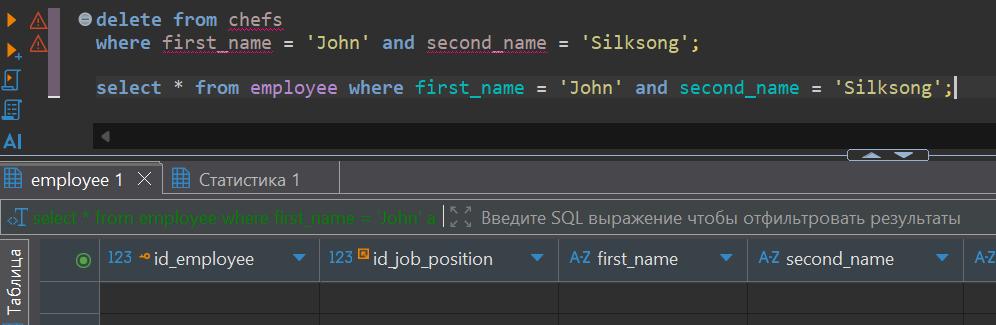 delete from chefs
where first_name = 'John' and second_name = 'Silksong';
select * from employee where first_name = 'John' and second_name = 'Silksong';
AI
employee 1
Статистика 1
select * from employee where first_name = 'John' a
Введите SQL выражение чтобы отфильтровать результаты
Таблица
123 id_employee
123 id_job_position
A-Z first_name
A-Z second_name
A-Z